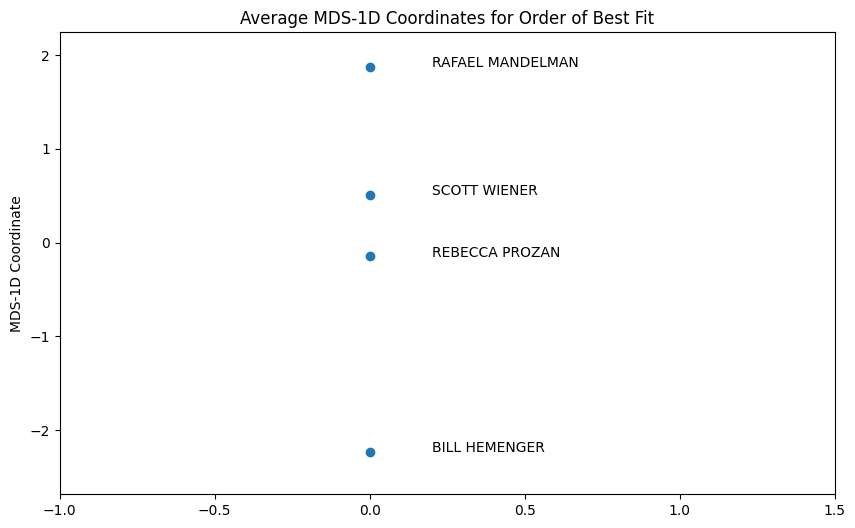 Average MDS-1D Coordinates for Order of Best Fit
2
RAFAEL MANDELMAN
1
SCOTT WIENER
0
REBECCA PROZAN
MDS-1D Coordinate
−1
−2
BILL HEMENGER
−1.0 −0.5 0.0 0.5 1.0 1.5